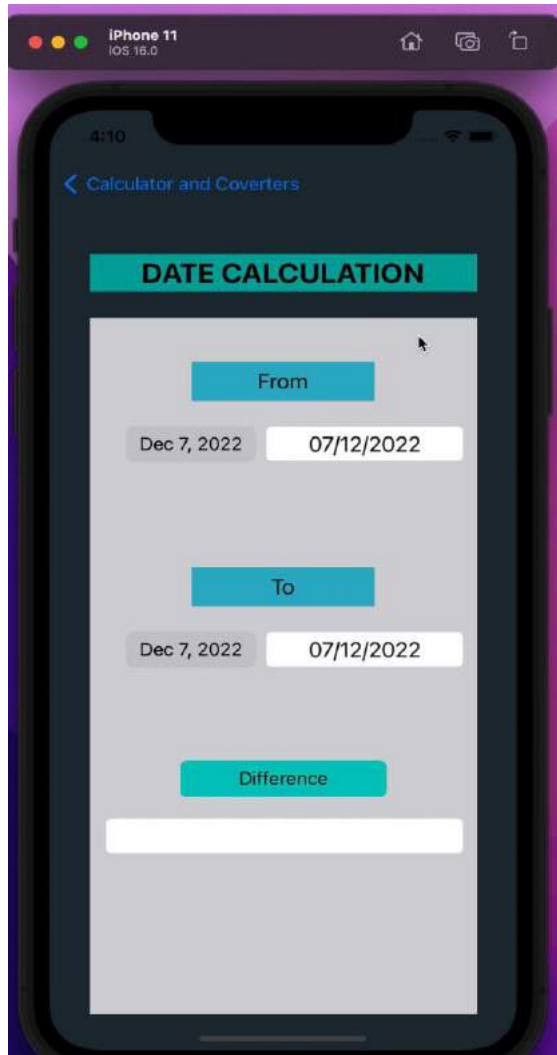 iPhone 11
iOS 16.0
4:10
Calculator and Coverters
DATE CALCULATION
From
Dec 7, 2022 07/12/2022
To
Dec 7, 2022 07/12/2022
Difference